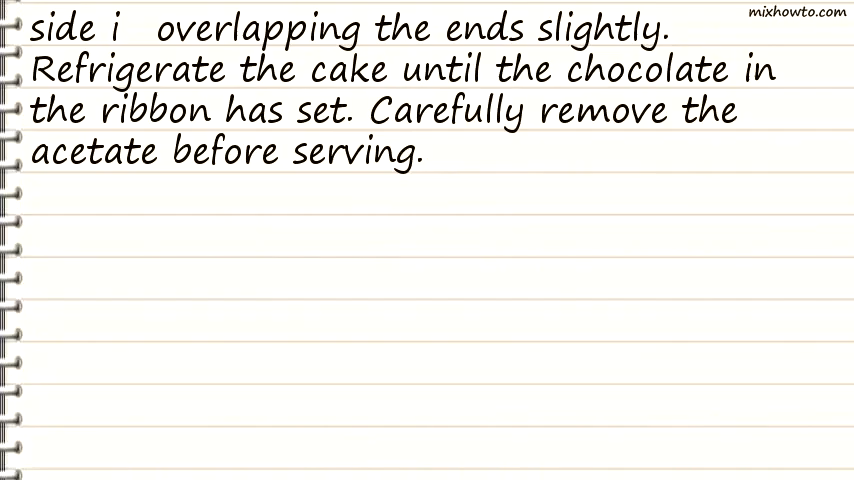 mixhowto.com
side i overlapping the ends slightly.
Refrigerate the cake until the chocolate in
the ribbon has set. Carefully remove the
acetate before serving.